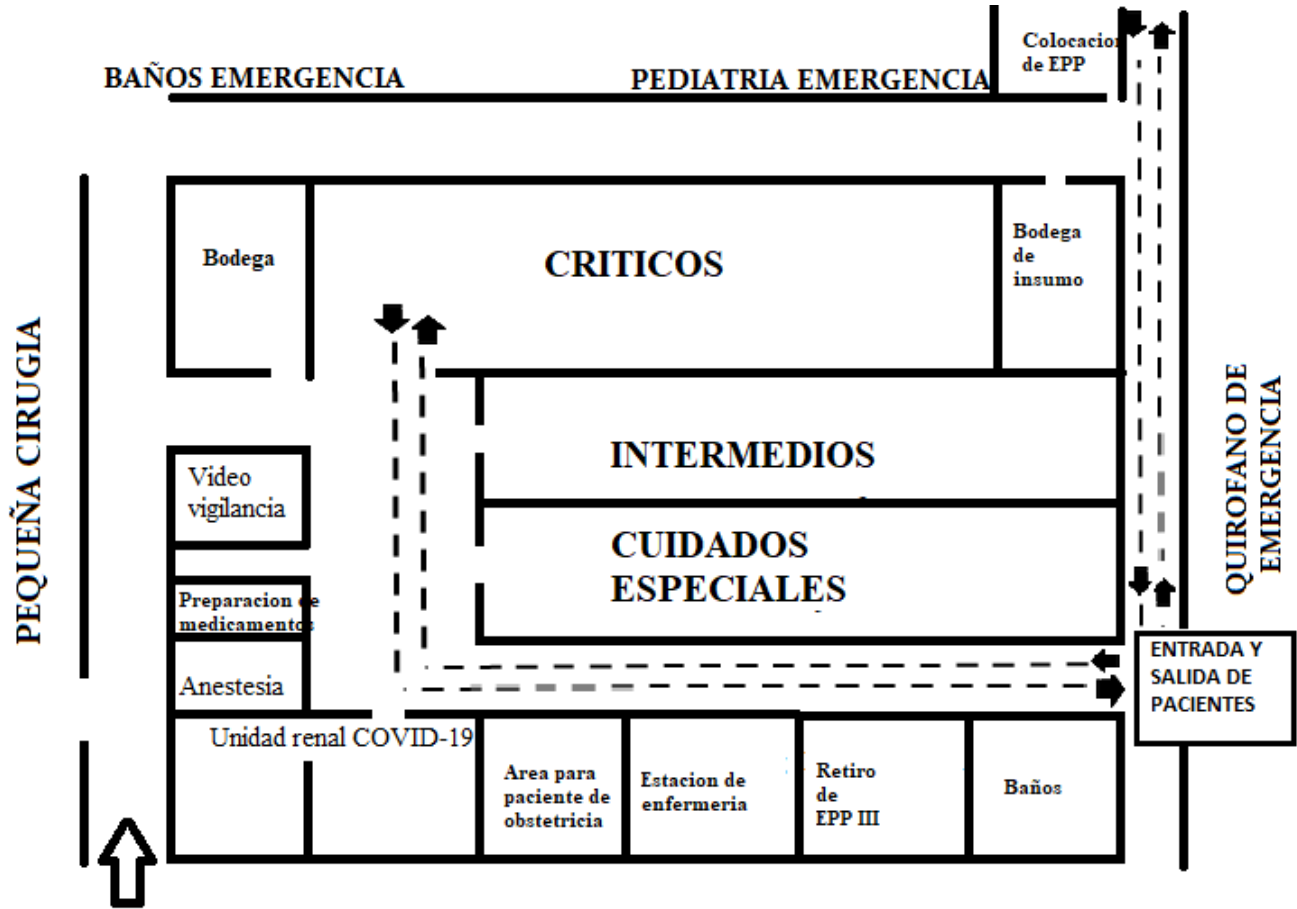 Colocacion
de EPP
BAÑOS EMERGENCIA
PEDIATRIA EMERGENCIA
Bodega
CRITICOS
Bodega
de
insumo
PEQUEÑA CIRUGIA
INTERMEDIOS
QUIROFANO DE
EMERGENCIA
Video
vigilancia
CUIDADOS
ESPECIALES
Preparacion de
medicamentos
Anestesia
ENTRADA Y
SALIDA DE
PACIENTES
Unidad renal COVID-19
Area para
paciente de
obstetricia
Estacion de
enfermeria
Retiro
de
EPP III
Baños